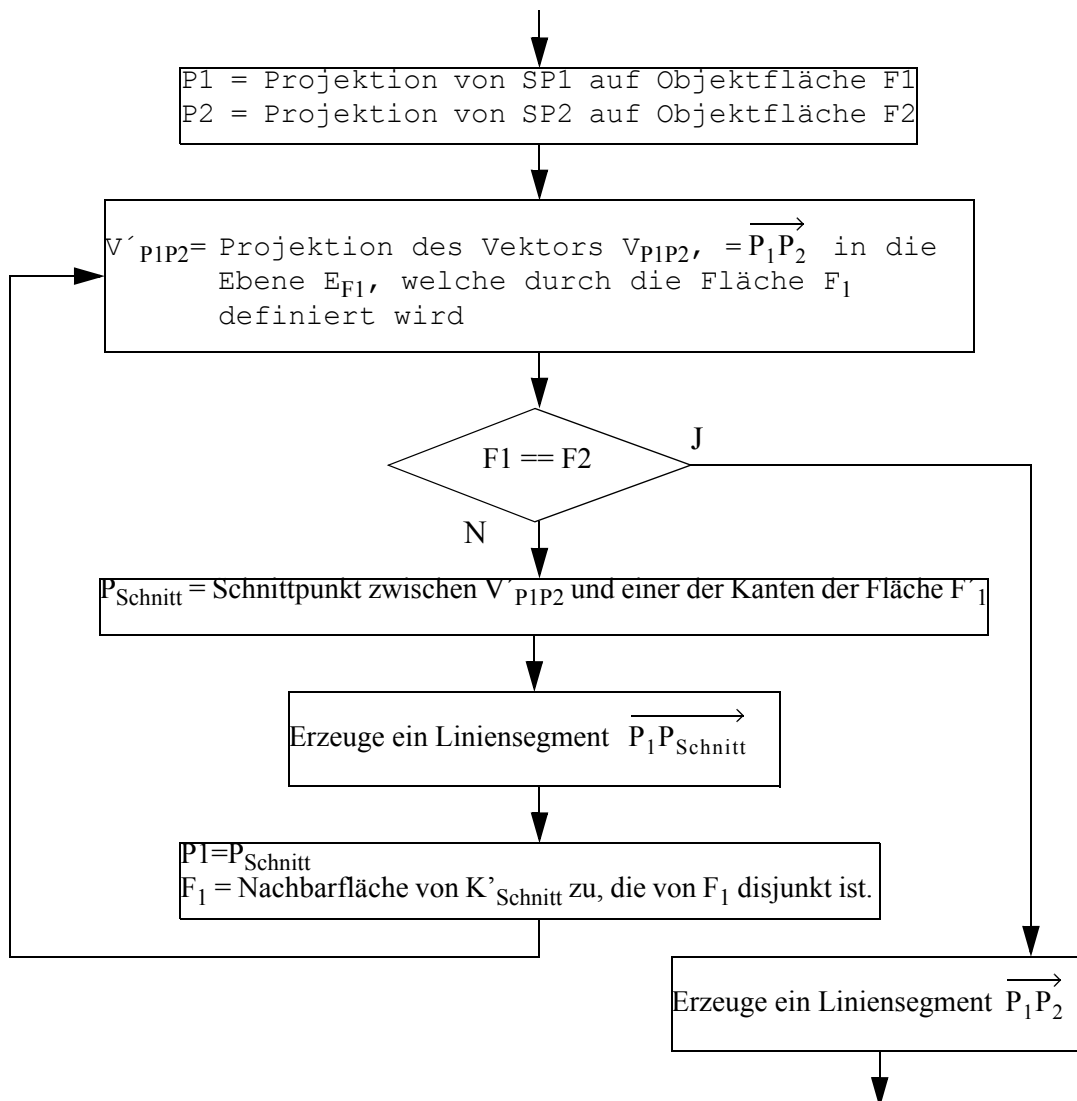 P1 = Projektion von SP1 auf Objektfläche F1
P2 = Projektion von SP2 auf Objektfläche F2
V´P1P2= Projektion des Vektors VP1P2, = P1P2 in die
Ebene EF1, welche durch die Fläche F1
definiert wird
F1 == F2
J
N
PSchnitt = Schnittpunkt zwischen V´P1P2 und einer der Kanten der Fläche F´1
Erzeuge ein Liniensegment P1PSchnitt
P1=PSchnitt
F1 = Nachbarfläche von K’Schnitt zu, die von F1 disjunkt ist.
Erzeuge ein Liniensegment P1P2